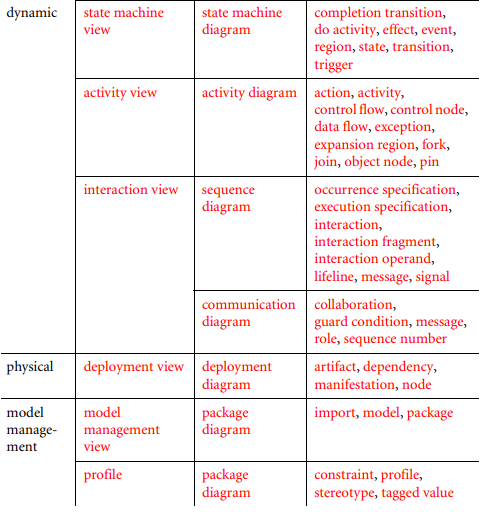 dynamic
state machine
view
state machine
diagram
completion transition,
do activity, effect, event,
region, state, transition,
trigger
activity view
activity diagram
action, activity,
control flow, control node,
data flow, exception,
expansion region, fork,
join, object node, pin
interaction view
sequence
diagram
occurrence specification,
execution specification,
interaction,
interaction fragment,
interaction operand,
lifeline, message, signal
communication
diagram
collaboration,
guard condition, message,
role, sequence number
physical
deployment view
deployment
diagram
artifact, dependency,
manifestation, node
model
manage-
ment
model
management
view
package
diagram
import, model, package
profile
package
diagram
constraint, profile,
stereotype, tagged value